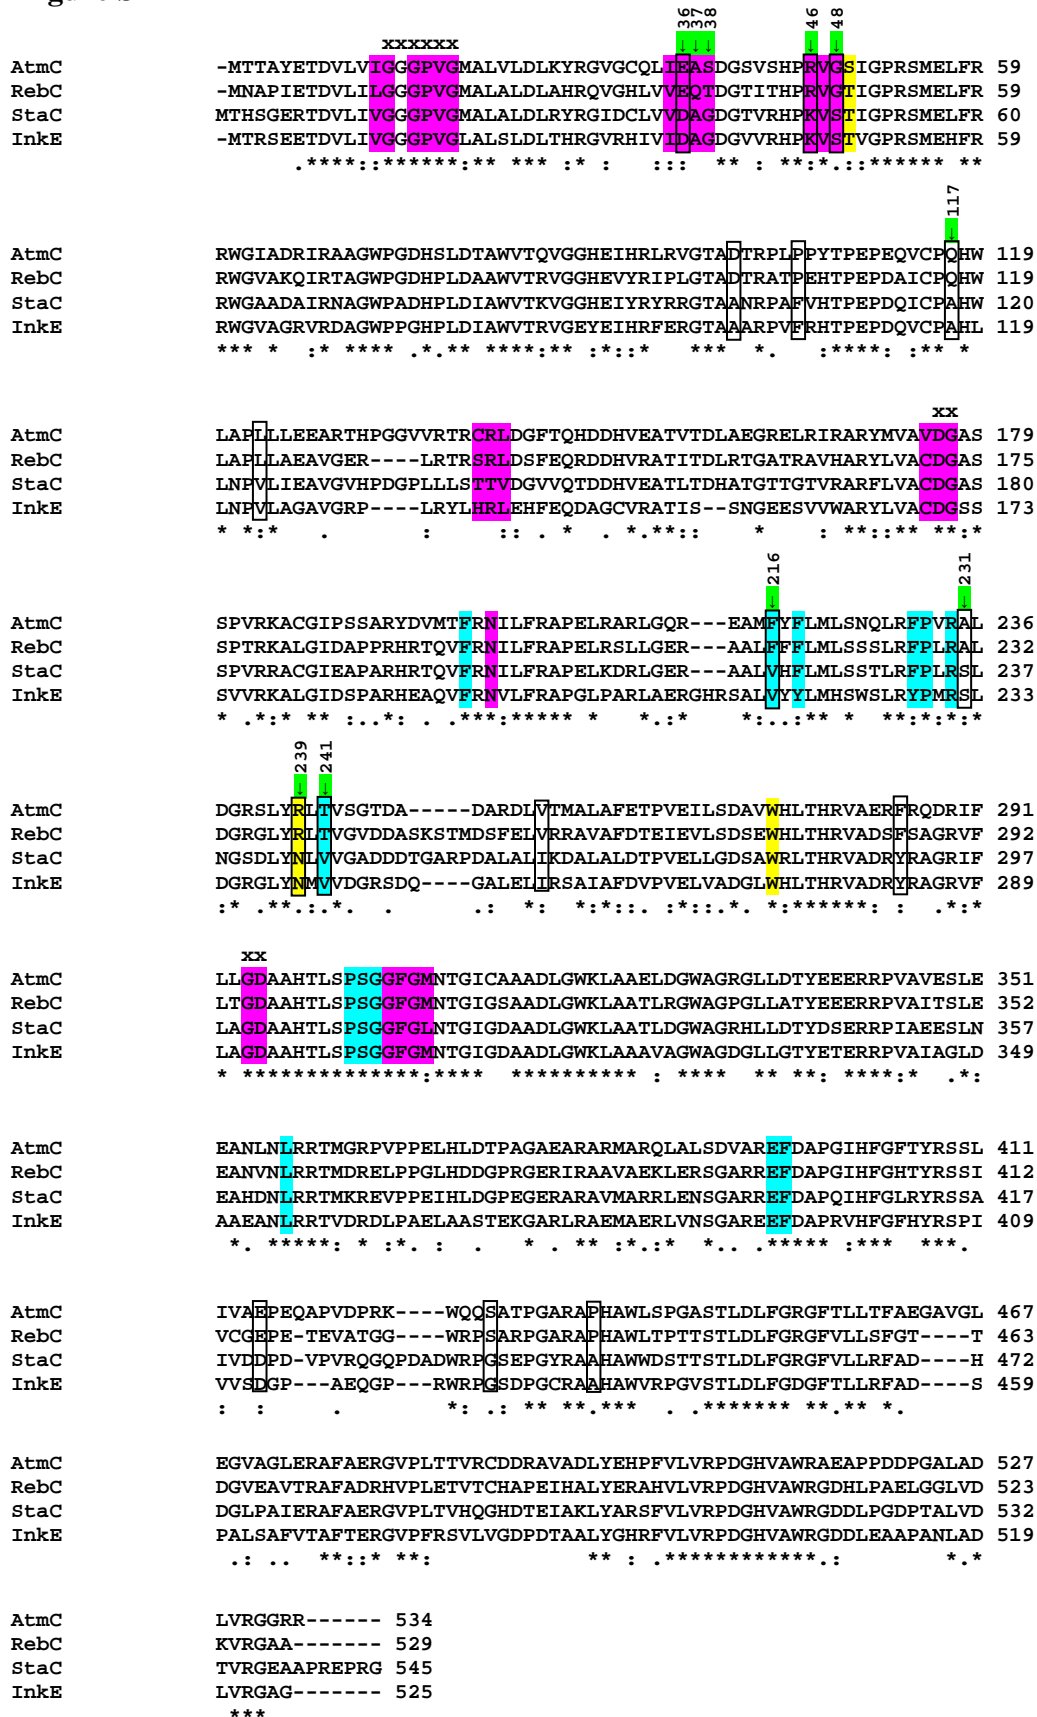 36 37 38 46 48
↓↓↓ ↓ ↓
xxxxxx
AtmC -MTTAYETDVLVIGGGPVGMALVLDLKYRGVGCQLIEASDGSVSHPRVGSIGPRSMELFR 59
RebC -MNAPIETDVLILGGGPVGMALALDLAHRQVGHLVVEQTDGTITHPRVGTIGPRSMELFR 59
StaC MTHSGERTDVLIVGGGPVGMALALDLRYRGIDCLVVDAGDGTVRHPKVSTIGPRSMELFR 60
InkE -MTRSEETDVLIVGGGPVGLALSLDLTHRGVRHIVIDAGDGVVRHPKVSTVGPRSMEHFR 59
.****::*****:** *** :* : ::: ** : **:*.::****** **
117
↓
AtmC RWGIADRIRAAGWPGDHSLDTAWVTQVGGHEIHRLRVGTADTRPLPPYTPEPEQVCPQHW 119
RebC RWGVAKQIRTAGWPGDHPLDAAWVTRVGGHEVYRIPLGTADTRATPEHTPEPDAICPQHW 119
StaC RWGAADAIRNAGWPADHPLDIAWVTKVGGHEIYRYRRGTAANRPAFVHTPEPDQICPAHW 120
InkE RWGVAGRVRDAGWPPGHPLDIAWVTRVGEYEIHRFERGTAAARPVFRHTPEPDQVCPAHL 119
*** * :* **** .*.** ****:** :*::* *** *. :****: :** *
xx
AtmC LAPLLLEEARTHPGGVVRTRCRLDGFTQHDDHVEATVTDLAEGRELRIRARYMVAVDGAS 179
RebC LAPLLAEAVGER----LRTRSRLDSFEQRDDHVRATITDLRTGATRAVHARYLVACDGAS 175
StaC LNPVLIEAVGVHPDGPLLLSTTVDGVVQTDDHVEATLTDHATGTTGTVRARFLVACDGAS 180
InkE LNPVLAGAVGRP----LRYLHRLEHFEQDAGCVRATIS--SNGEESVVWARYLVACDGSS 173
* *:* . : :: . * . *.**:: * : **::** **:*
216 231
↓ ↓
AtmC SPVRKACGIPSSARYDVMTFRNILFRAPELRARLGQR---EAMFYFLMLSNQLRFPVRAL 236
RebC SPTRKALGIDAPPRHRTQVFRNILFRAPELRSLLGER---AALFFFLMLSSSLRFPLRAL 232
StaC SPVRRACGIEAPARHRTQVFRNILFRAPELKDRLGER---AALVHFLMLSSTLRFPLRSL 237
InkE SVVRKALGIDSPARHEAQVFRNVLFRAPGLPARLAERGHRSALVYYLMHSWSLRYPMRSL 233
* .*:* ** :..*: . .***:***** * *.:* *:.:** * **:*:*:*
239 241
↓ ↓
AtmC DGRSLYRLTVSGTDA-----DARDLVTMALAFETPVEILSDAVWHLTHRVAERFRQDRIF 291
RebC DGRGLYRLTVGVDDASKSTMDSFELVRRAVAFDTEIEVLSDSEWHLTHRVADSFSAGRVF 292
StaC NGSDLYNLVVGADDDTGARPDALALIKDALALDTPVELLGDSAWRLTHRVADRYRAGRIF 297
InkE DGRGLYNMVVDGRSDQ----GALELIRSAIAFDVPVELVADGLWHLTHRVADRYRAGRVF 289
:* .**.:.*. . .: *: *:*::. :*::.*. *:******: : .*:*
xx
AtmC LLGDAAHTLSPSGGFGMNTGICAAADLGWKLAAELDGWAGRGLLDTYEEERRPVAVESLE 351
RebC LTGDAAHTLSPSGGFGMNTGIGSAADLGWKLAATLRGWAGPGLLATYEEERRPVAITSLE 352
StaC LAGDAAHTLSPSGGFGLNTGIGDAADLGWKLAATLDGWAGRHLLDTYDSERRPIAEESLN 357
InkE LAGDAAHTLSPSGGFGMNTGIGDAADLGWKLAAAVAGWAGDGLLGTYETERRPVAIAGLD 349
* **************:**** ********** : **** ** **: ****:* .*:
AtmC EANLNLRRTMGRPVPPELHLDTPAGAEARARMARQLALSDVAREFDAPGIHFGFTYRSSL 411
RebC EANVNLRRTMDRELPPGLHDDGPRGERIRAAVAEKLERSGARREFDAPGIHFGHTYRSSI 412
StaC EAHDNLRRTMKREVPPEIHLDGPEGERARAVMARRLENSGARREFDAPQIHFGLRYRSSA 417
InkE AAEANLRRTVDRDLPAELAASTEKGARLRAEMAERLVNSGAREEFDAPRVHFGFHYRSPI 409
*. *****: * :*. : . * . ** :*.:* *.. .***** :*** ***.
AtmC IVAEPEQAPVDPRK----WQQSATPGARAPHAWLSPGASTLDLFGRGFTLLTFAEGAVGL 467
RebC VCGEPE-TEVATGG----WRPSARPGARAPHAWLTPTTSTLDLFGRGFVLLSFGT----T 463
StaC IVDDPD-VPVRQGQPDADWRPGSEPGYRAAHAWWDSTTSTLDLFGRGFVLLRFAD----H 472
InkE VVSDGP--AEQGP---RWRPGSDPGCRAAHAWVRPGVSTLDLFGDGFTLLRFAD----S 459
: : . *: .: ** **.*** . .******* **.** *.
AtmC EGVAGLERAFAERGVPLTTVRCDDRAVADLYEHPFVLVRPDGHVAWRAEAPPDDPGALAD 527
RebC DGVEAVTRAFADRHVPLETVTCHAPEIHALYERAHVLVRPDGHVAWRGDHLPAELGGLVD 523
StaC DGLPAIERAFAERGVPLTVHQGHDTEIAKLYARSFVLVRPDGHVAWRGDDLPGDPTALVD 532
InkE PALSAFVTAFTERGVPFRSVLVGDPDTAALYGHRFVLVRPDGHVAWRGDDLEAAPANLAD 519
.: .. **::* **: ** : .************.: *.*
AtmC LVRGGRR------ 534
RebC KVRGAA------- 529
StaC TVRGEAAPREPRG 545
InkE LVRGAG------- 525
***